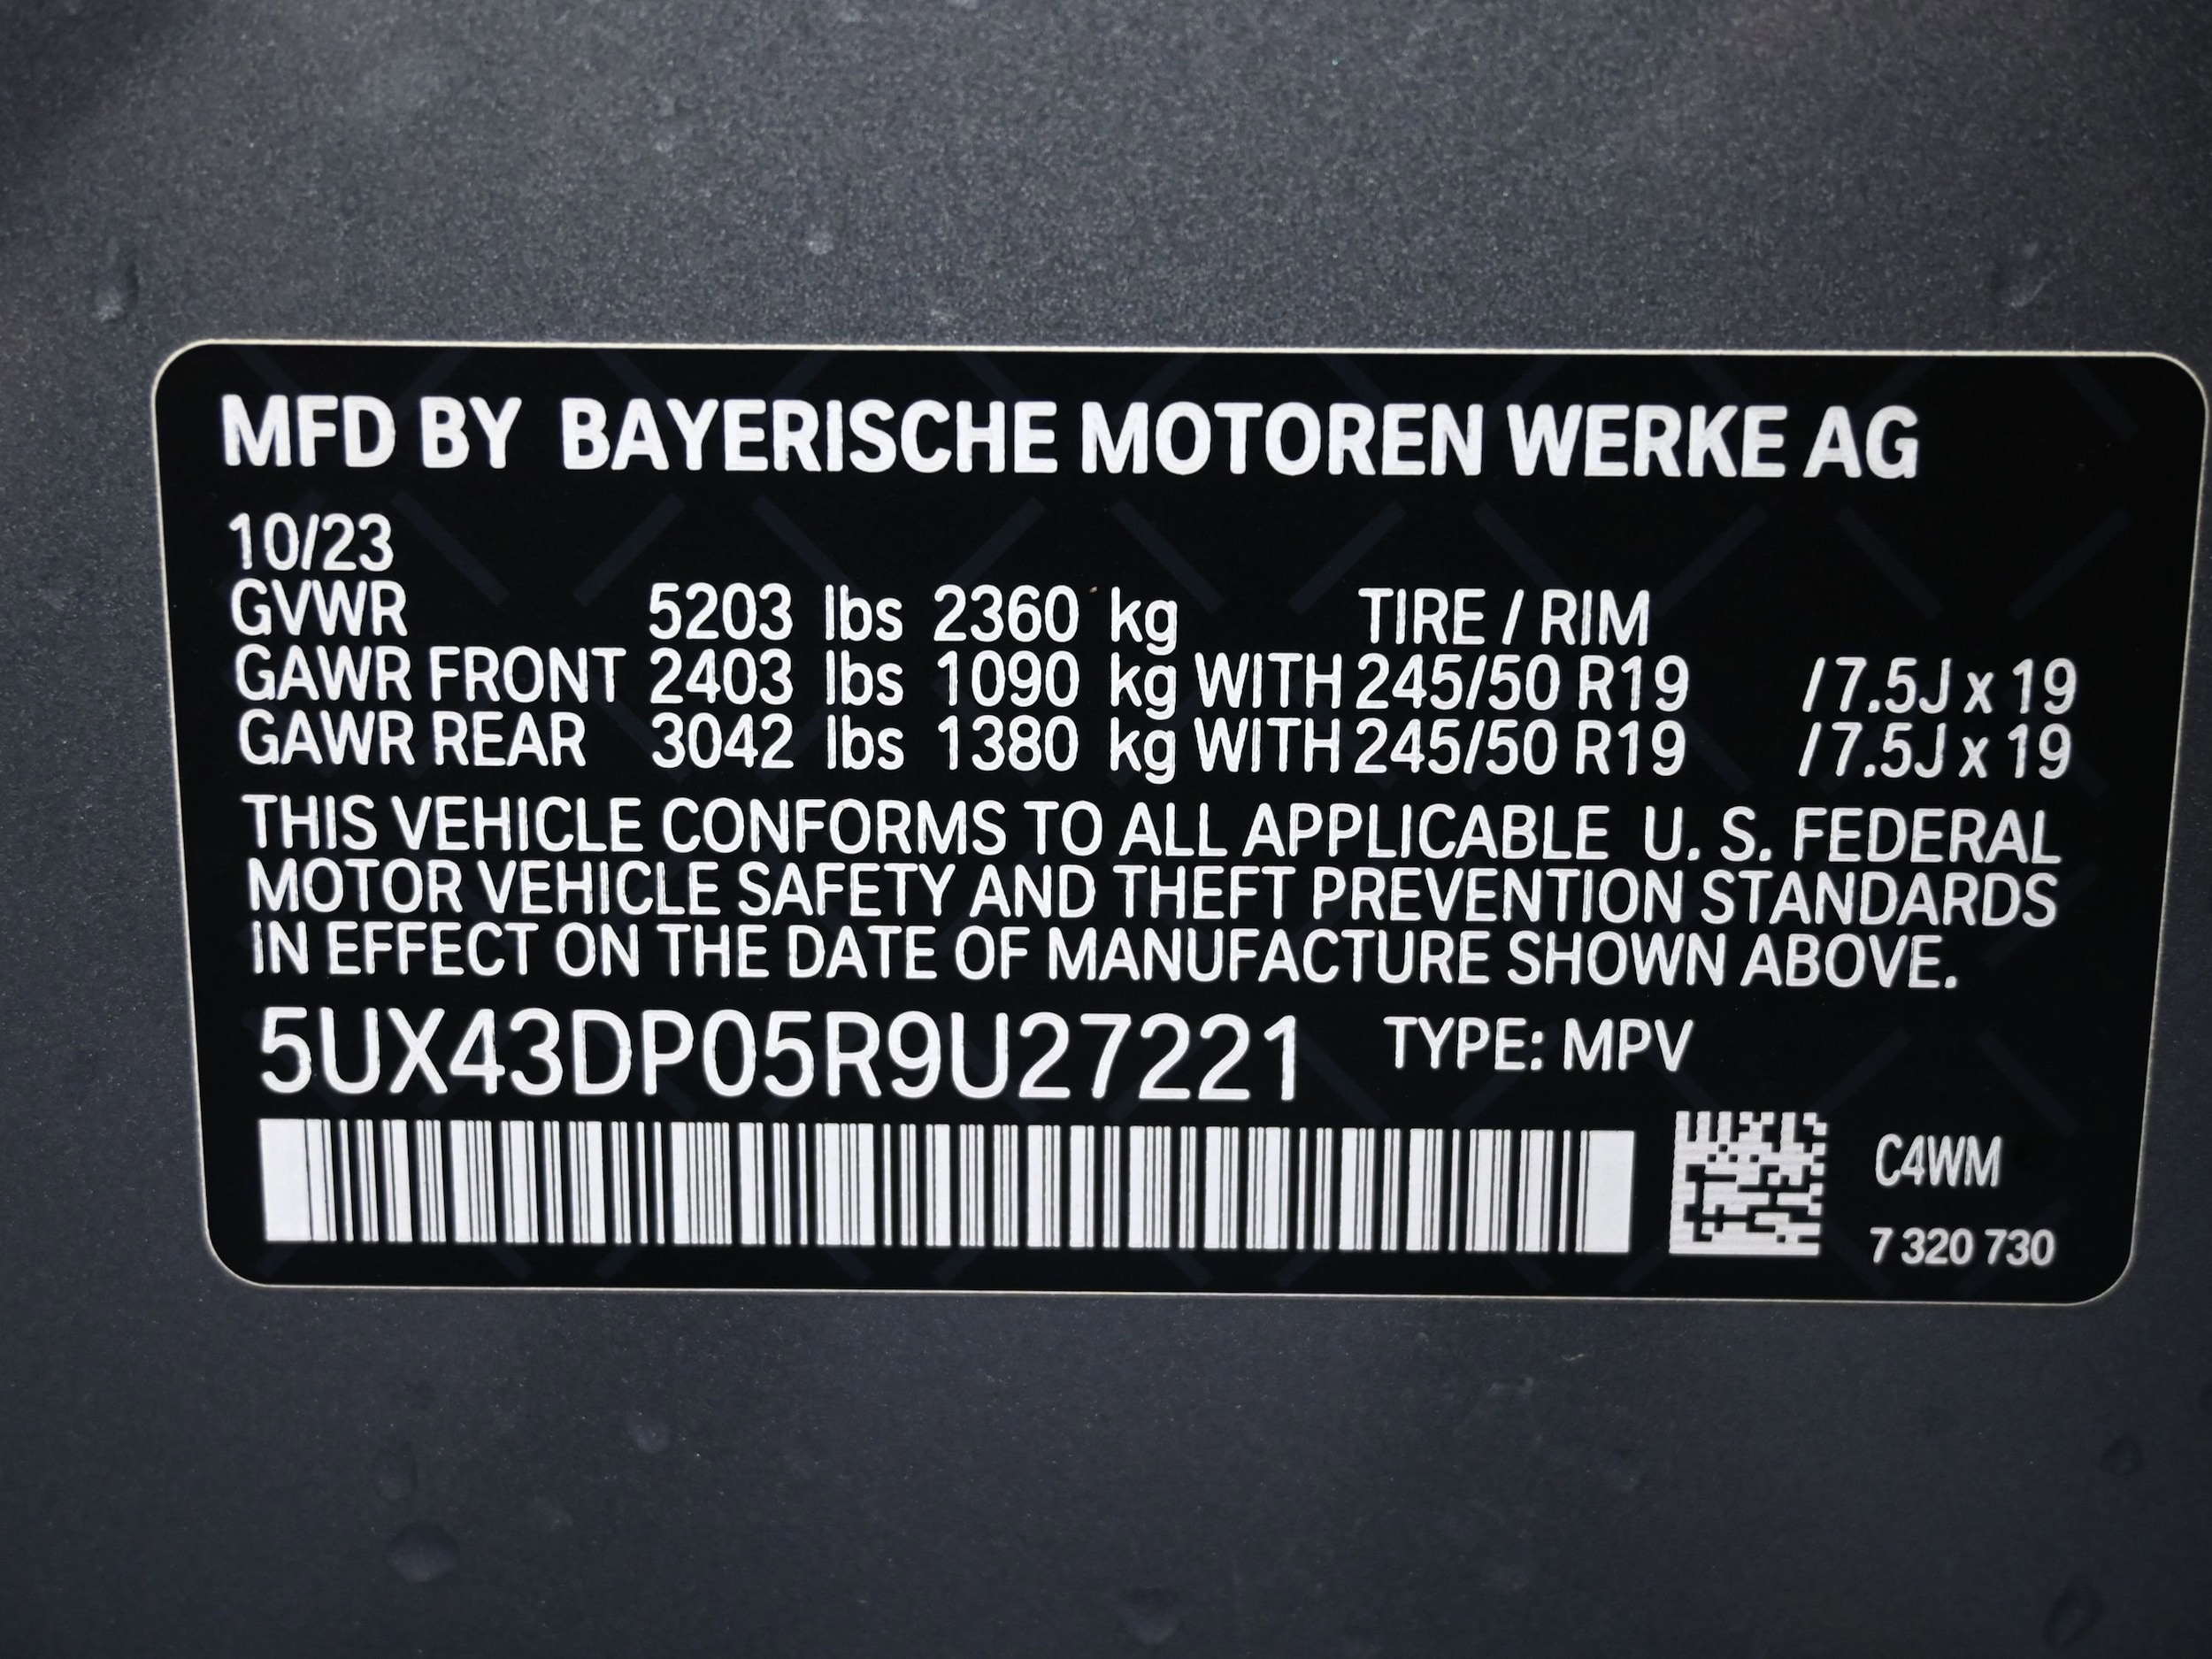 MFD BY BAYERISCHE MOTOREN WERKE AG
10/23
GVWR 5203 lbs 2360 kg TIRE / RIM
GAWR FRONT 2403 lbs 1090 kg WITH 245/50 R19 / 7.5J x 19
GAWR REAR 3042 lbs 1380 kg WITH 245/50 R19 / 7.5J x 19
THIS VEHICLE CONFORMS TO ALL APPLICABLE U. S. FEDERAL
MOTOR VEHICLE SAFETY AND THEFT PREVENTION STANDARDS
IN EFFECT ON THE DATE OF MANUFACTURE SHOWN ABOVE.
5UX43DP05R9U27221 TYPE: MPV
C4WM
7 320 730